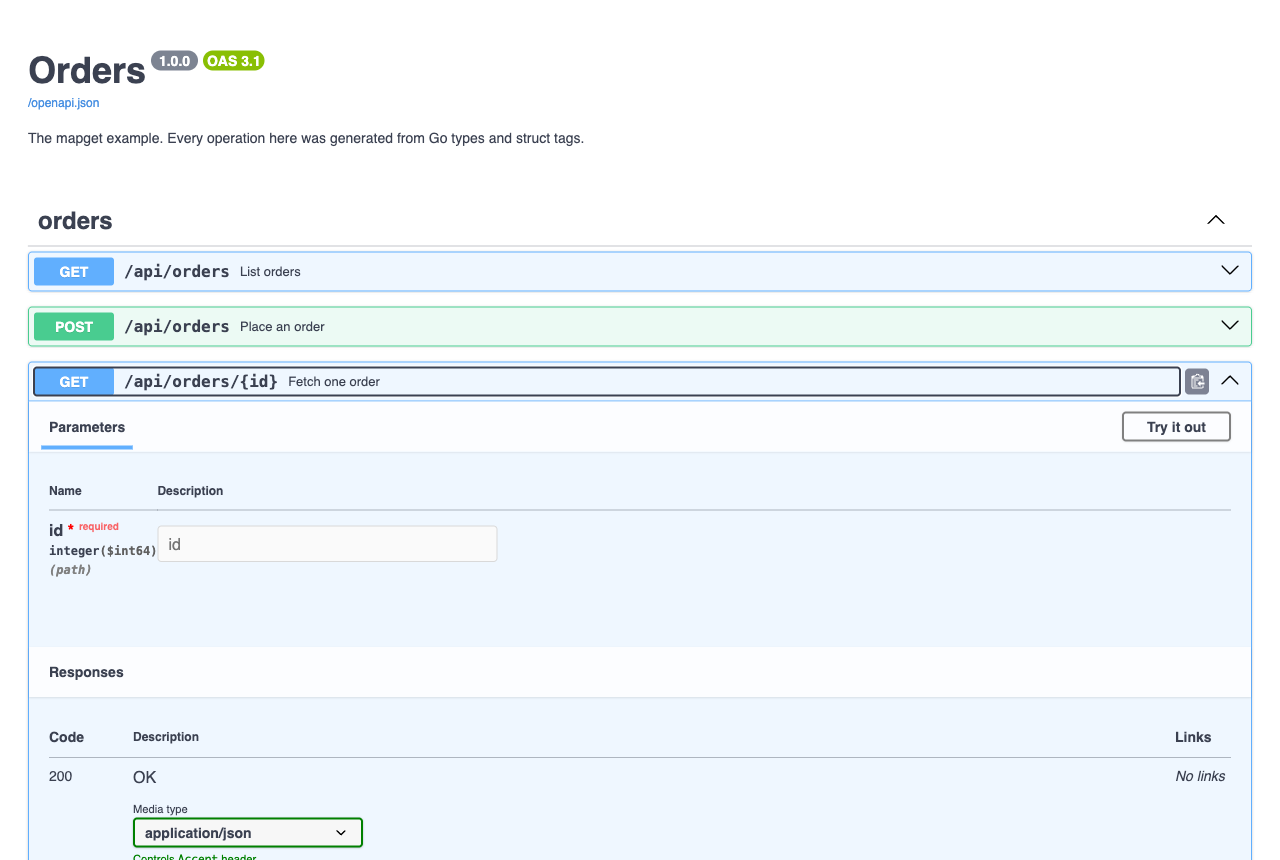 Orders 1.0.0 OAS 3.1
/openapi.json
The mapget example. Every operation here was generated from Go types and struct tags.
orders
GET /api/orders List orders
POST /api/orders Place an order
GET /api/orders/{id} Fetch one order
Parameters Try it out
Name Description
id * required
integer($int64) id
(path)
Responses
Code Description Links
200 OK No links
Media type
application/json
Controls Accept header